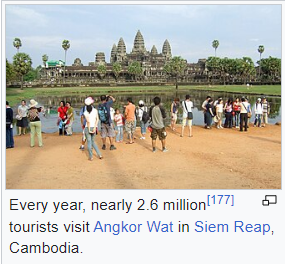 Every year, nearly 2.6 million[177]
tourists visit Angkor Wat in Siem Reap,
Cambodia.